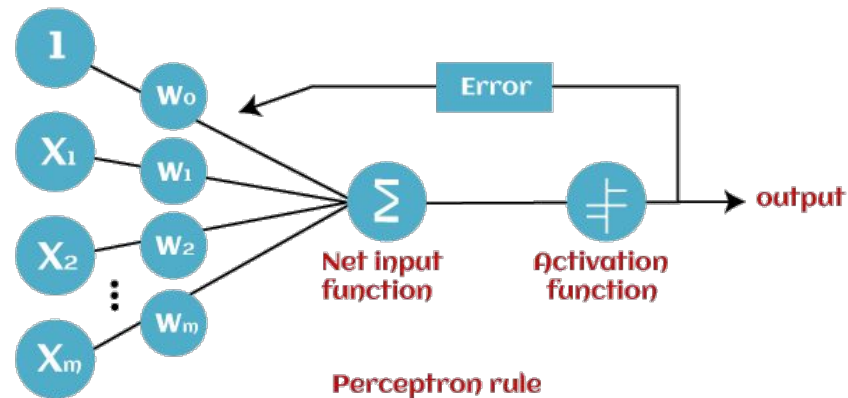 1
W₀
Error
X₁
W₁
Σ
output
X₂
W₂
Net input
function
Activation
function
Xₘ
Wₘ
Perceptron rule